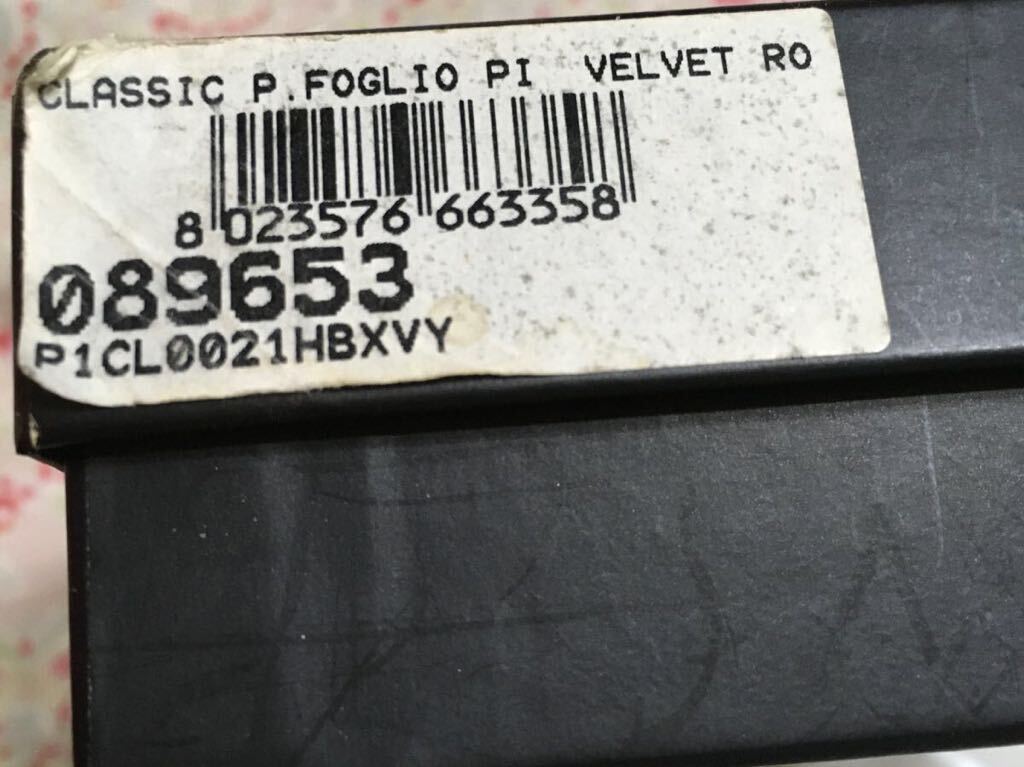 CLASSIC P.FOGLIO PI VELVET RO
8 023576 663358
089653
P1CL0021HBXVY